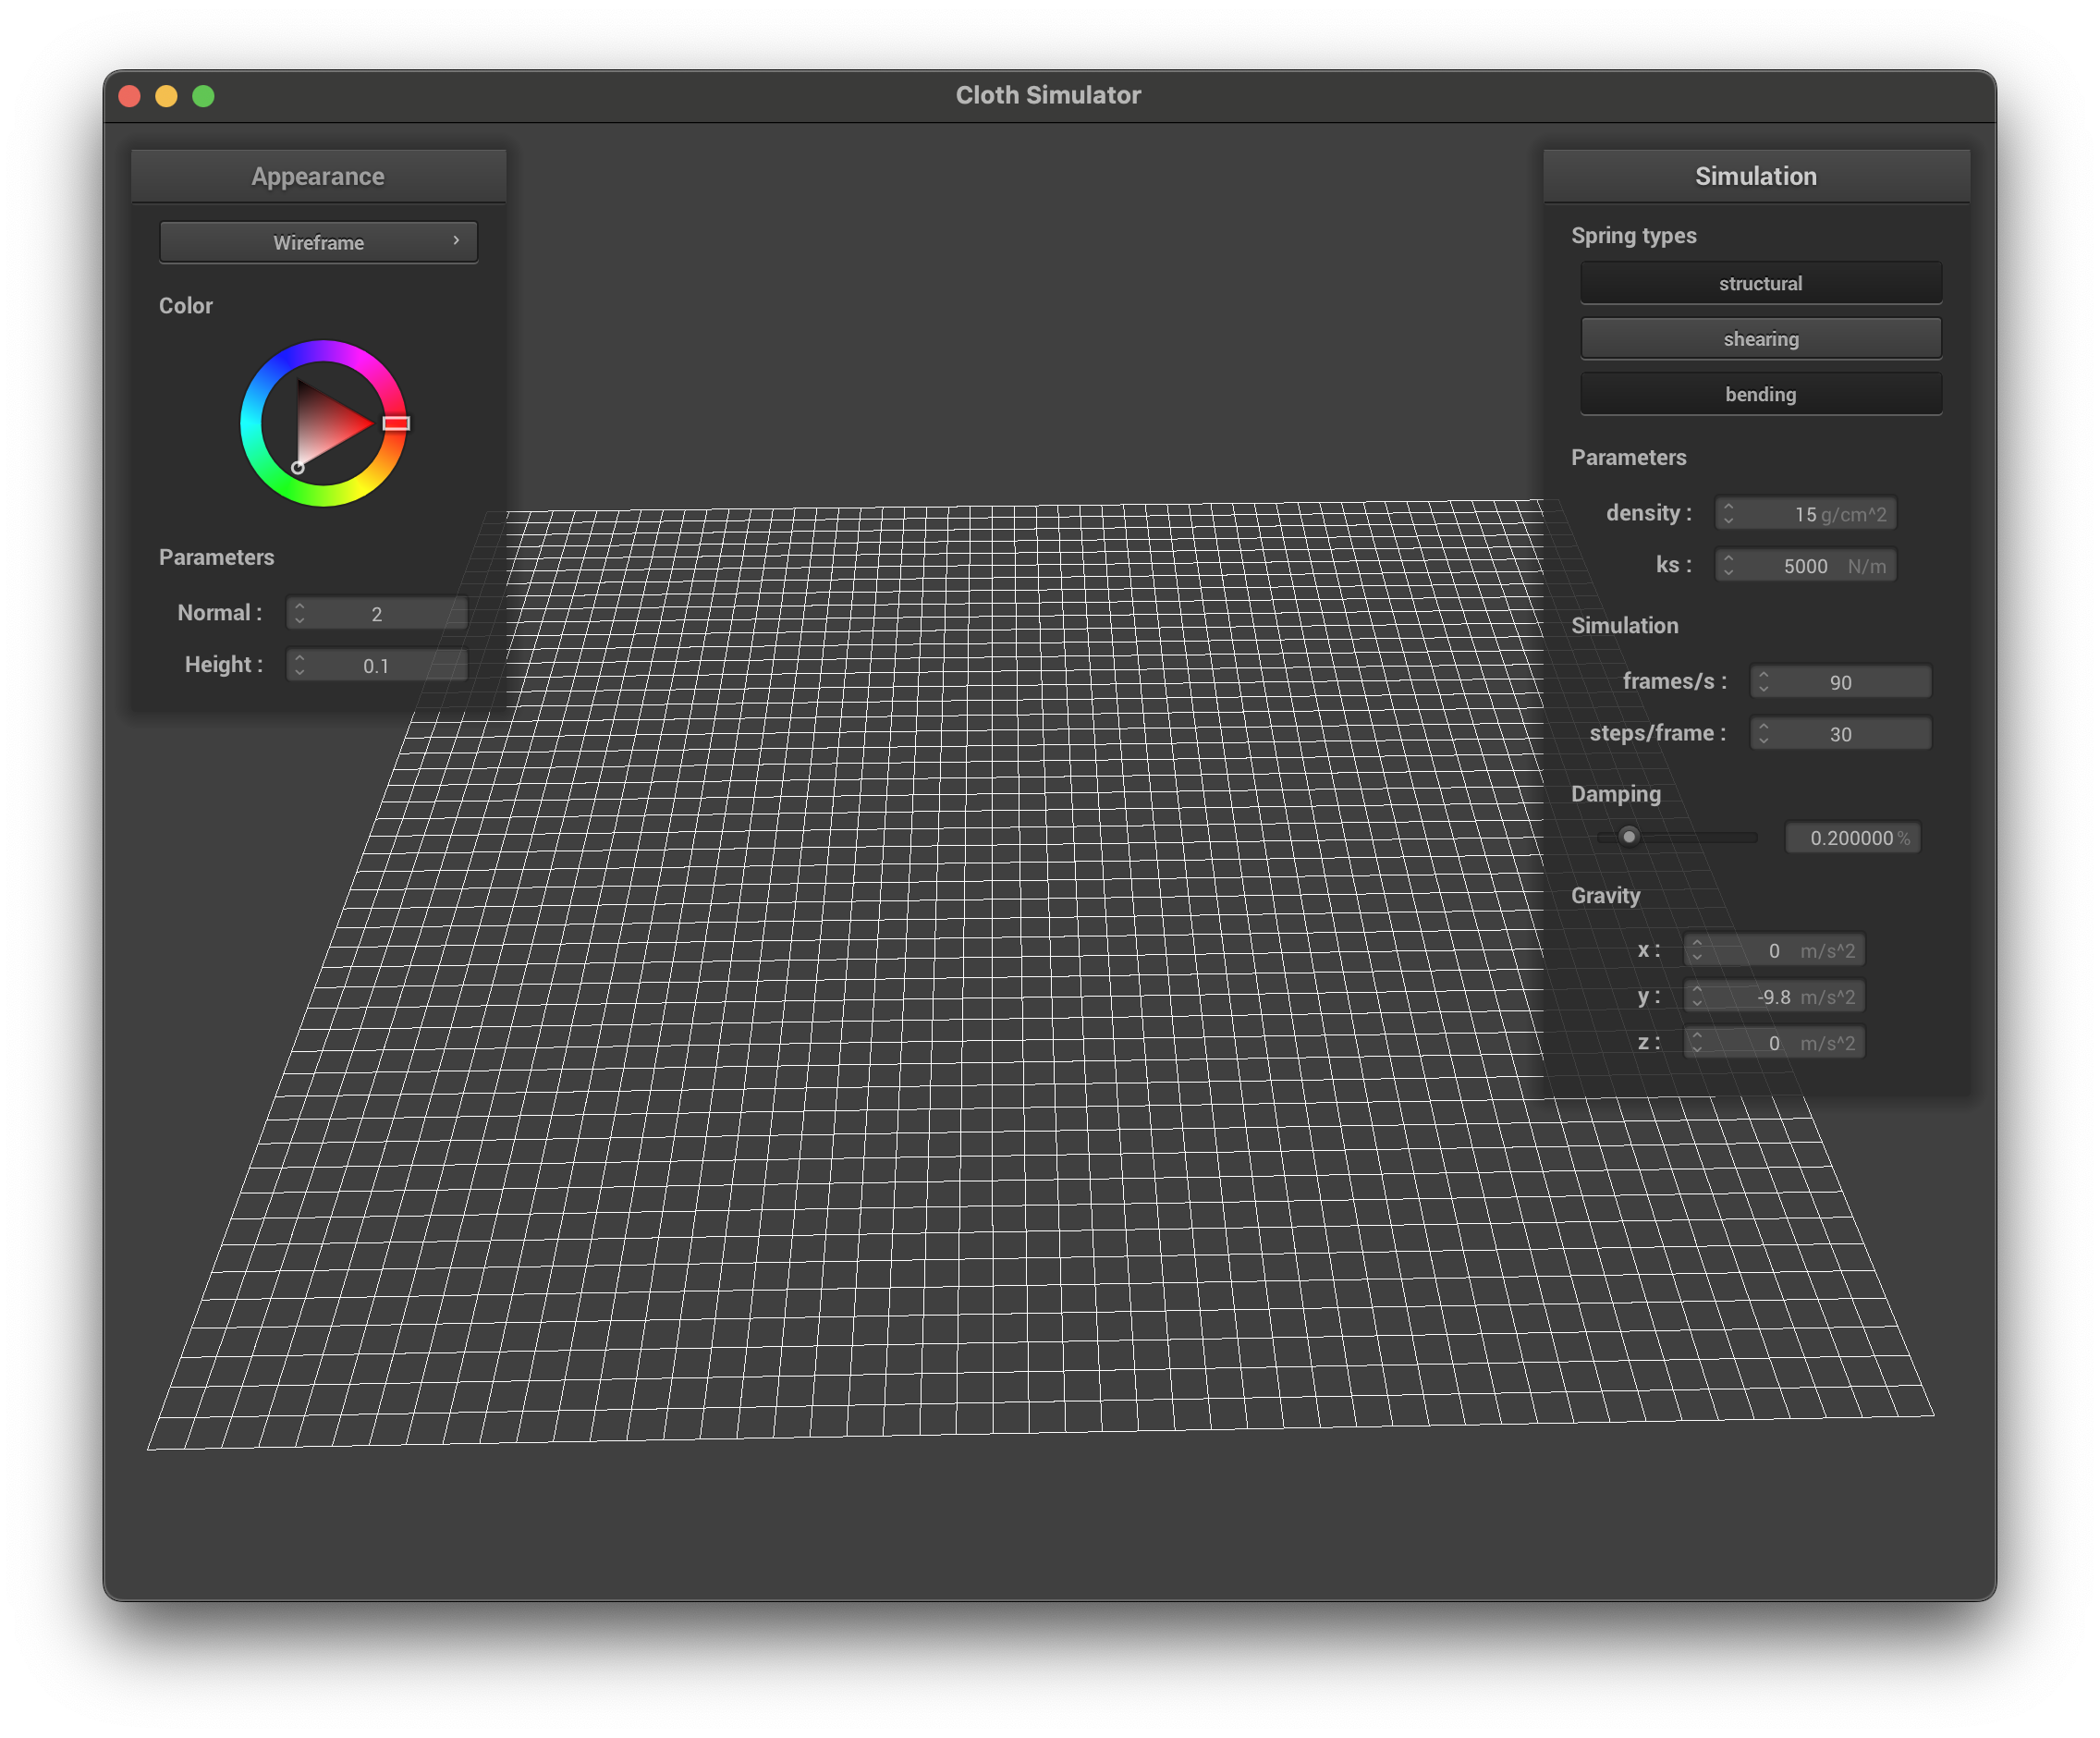 Cloth Simulator
Appearance
Wireframe
Color
Parameters
Normal : 2
Height : 0.1
Simulation
Spring types
structural
shearing
bending
Parameters
density : 15 g/cm^2
ks : 5000 N/m
Simulation
frames/s : 90
steps/frame : 30
Damping
0.200000 %
Gravity
x : 0 m/s^2
y : -9.8 m/s^2
z : 0 m/s^2